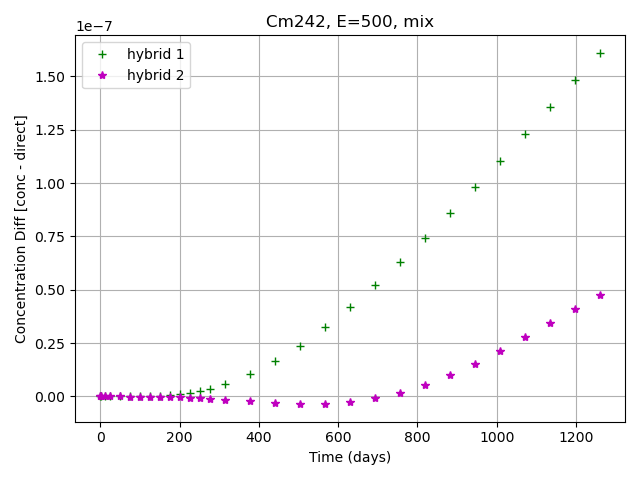 Cm242, E=500, mix
1e−7
hybrid 1
hybrid 2
1.50
1.25
1.00
0.75
0.50
0.25
0.00
Concentration Diff [conc - direct]
0 200 400 600 800 1000 1200
Time (days)